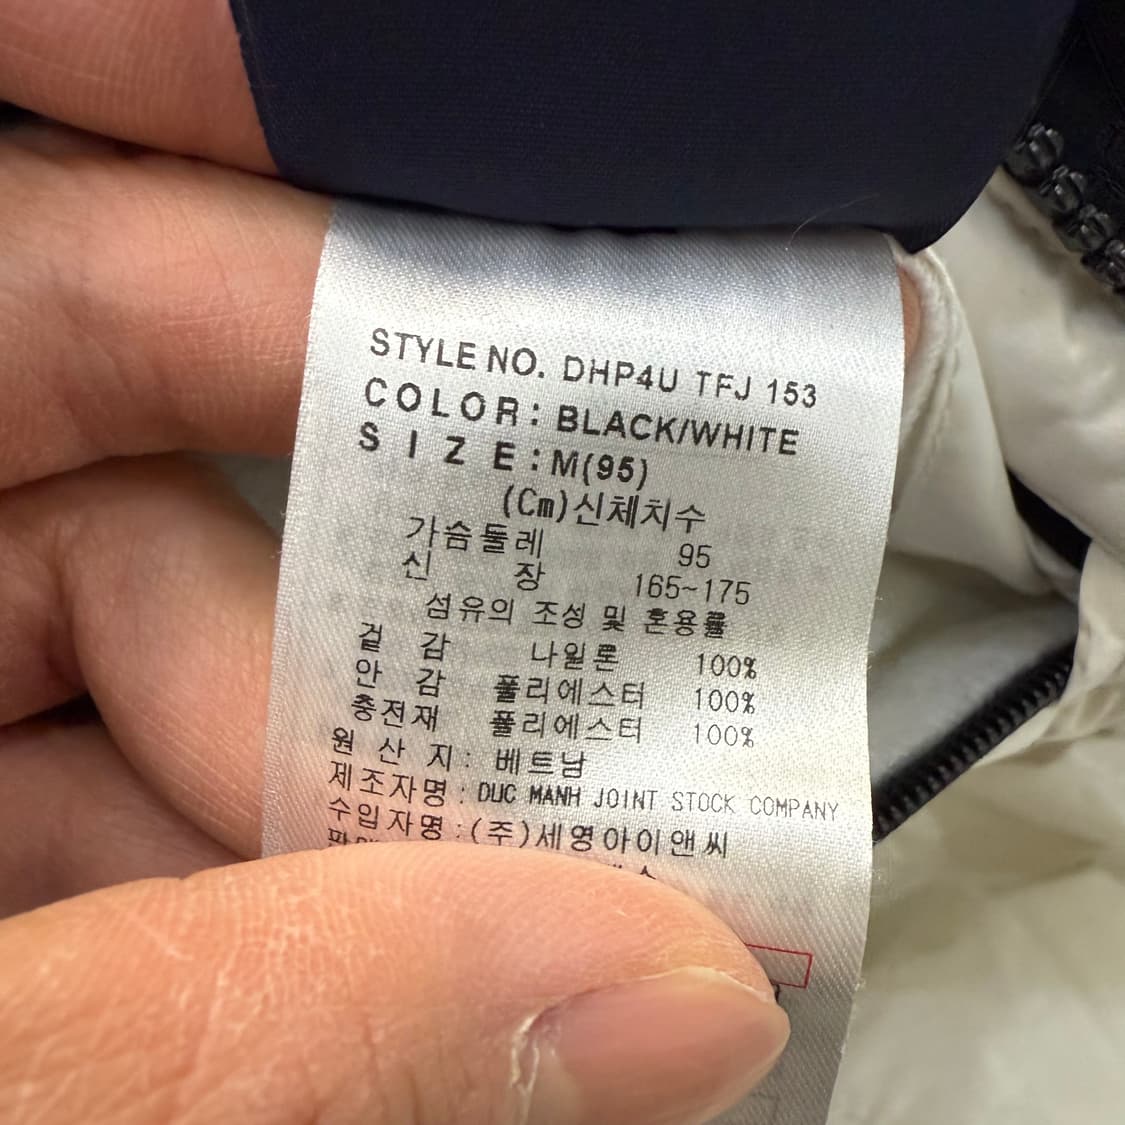 STYLE NO. DHP4U TFJ 153
COLOR: BLACK/WHITE
SIZE: M(95)
(Cm)신체치수
가슴둘레 95
신 장 165~175
섬유의 조성 및 혼용률
겉 감 나일론 100%
안 감 폴리에스터 100%
충전재 폴리에스터 100%
원 산 지: 베트남
제조자명: DUC MANH JOINT STOCK COMPANY
수입자명: (주)세영아이앤씨